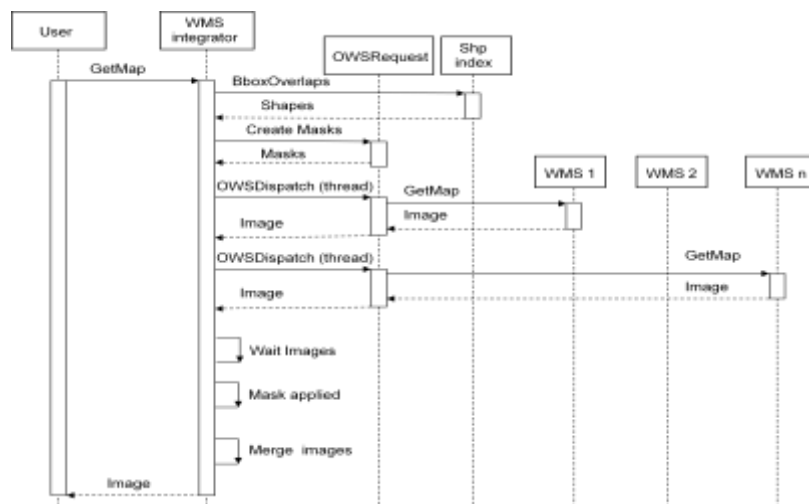 User
WMS
integrator
OWSRequest
Shp
index
GetMap
BboxOverlaps
Shapes
Create Masks
Masks
WMS 1
WMS 2
WMS n
OWSDispatch (thread)
GetMap
Image
Image
OWSDispatch (thread)
GetMap
Image
Image
Wait Images
Mask applied
Merge images
Image